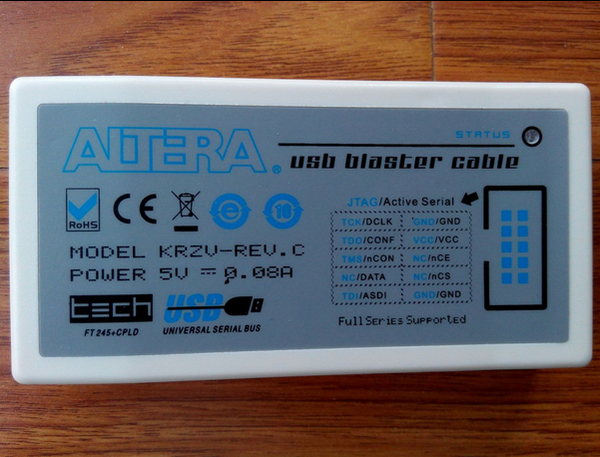 STATUS
ALTERA®
usb blaster cable
RoHS
CE
e
10
MODEL KRZV-REV.C
POWER 5V ⎓ 0.08A
tech
FT245+CPLD
USB
UNIVERSAL SERIAL BUS
JTAG/Active Serial
TCK/DCLK GND/GND
TDO/CONF VCC/VCC
TMS/nCON NC/nCE
NC/DATA NC/nCS
TDI/ASDI GND/GND
Full Series Supported